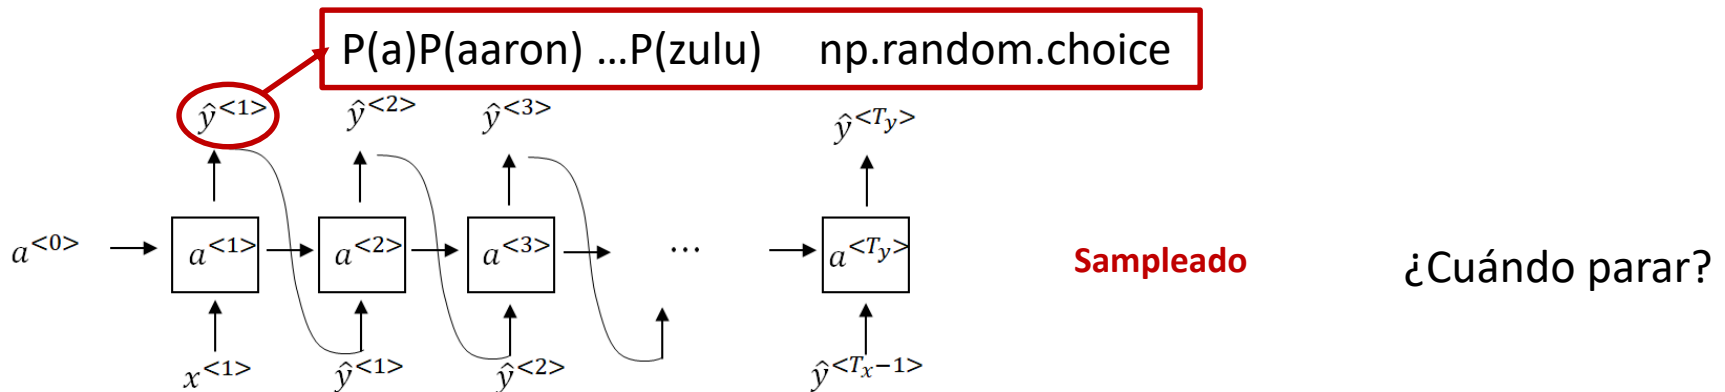 P(a)P(aaron) ...P(zulu) np.random.choice
ŷ<1> ŷ<2> ŷ<3> ŷ<Ty>
a<0> a<1> a<2> a<3> ... a<Ty> Sampleado ¿Cuándo parar?
x<1> ŷ<1> ŷ<2> ŷ<Tx−1>